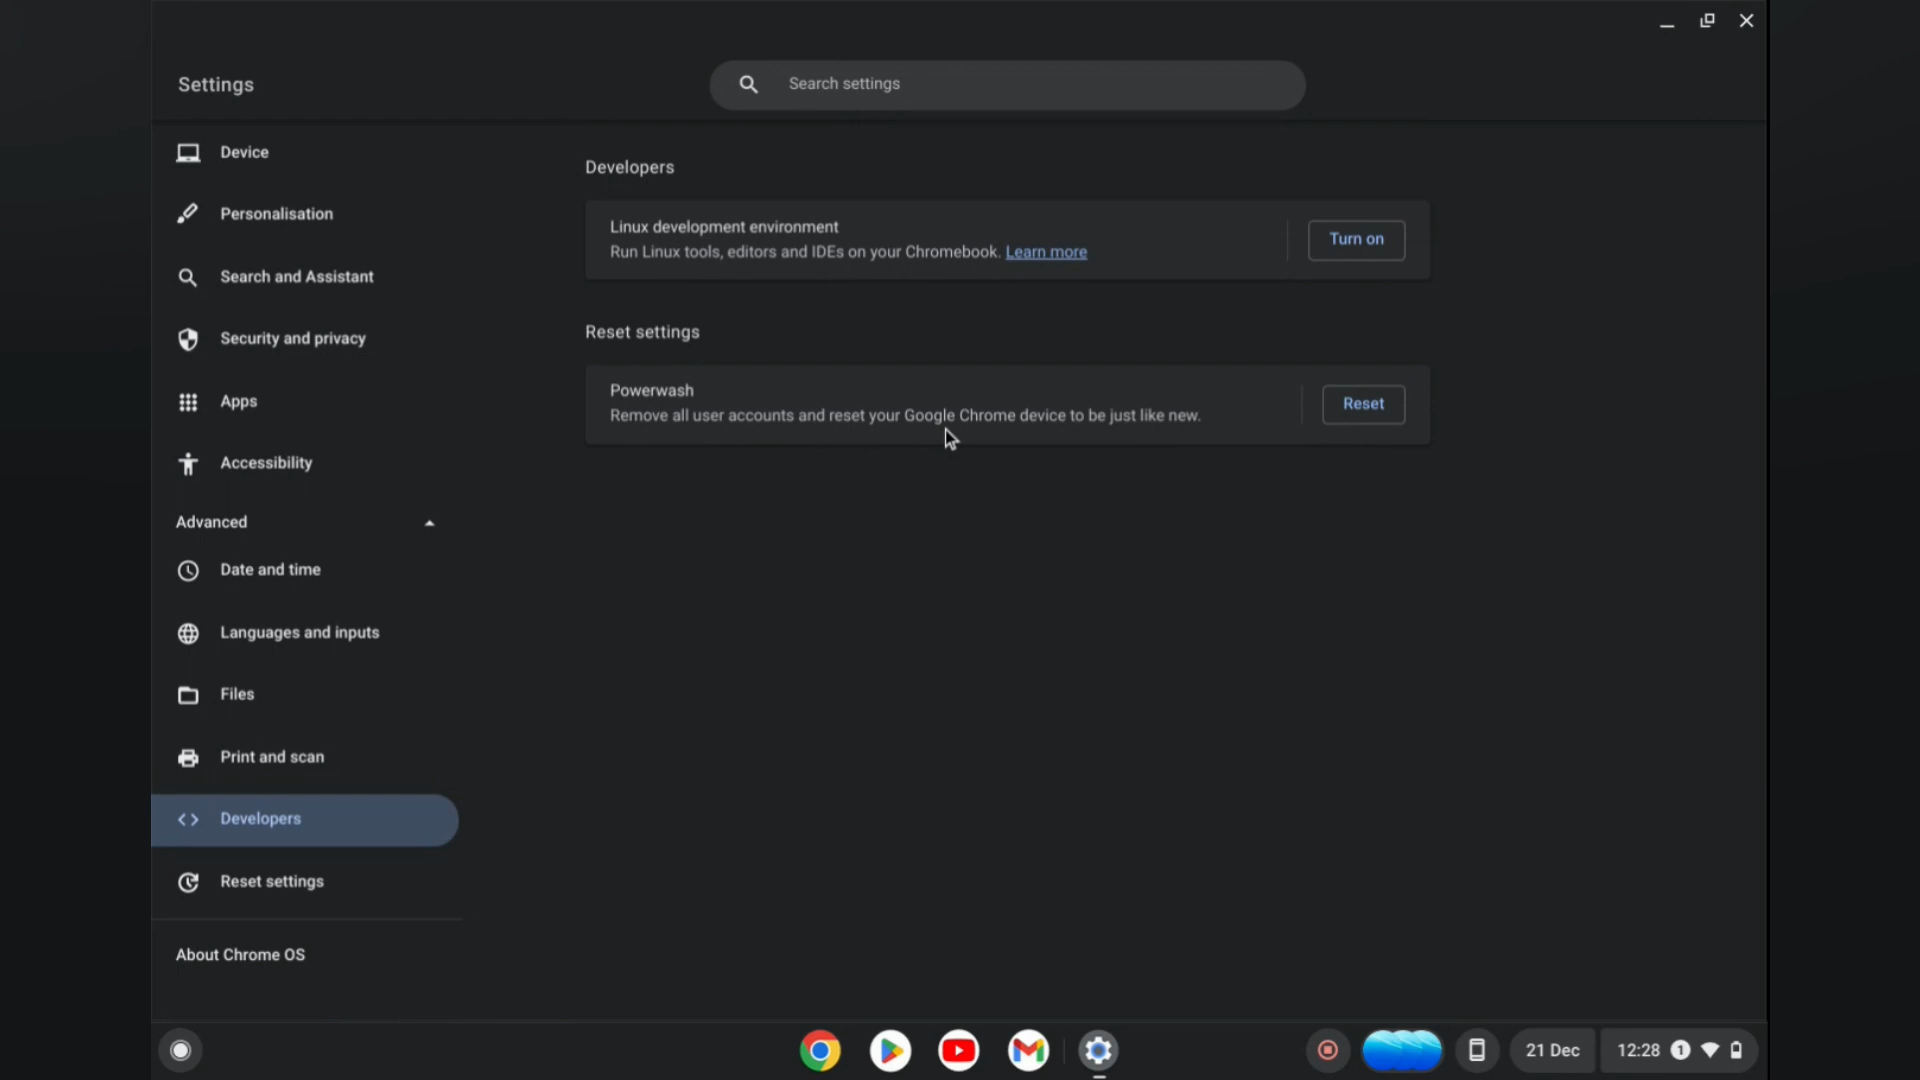 Settings
Search settings
Device
Personalisation
Search and Assistant
Security and privacy
Apps
Accessibility
Advanced
Date and time
Languages and inputs
Files
Print and scan
Developers
Reset settings
About Chrome OS
Developers
Linux development environment
Run Linux tools, editors and IDEs on your Chromebook. Learn more
Turn on
Reset settings
Powerwash
Remove all user accounts and reset your Google Chrome device to be just like new.
Reset
21 Dec
12:28 1